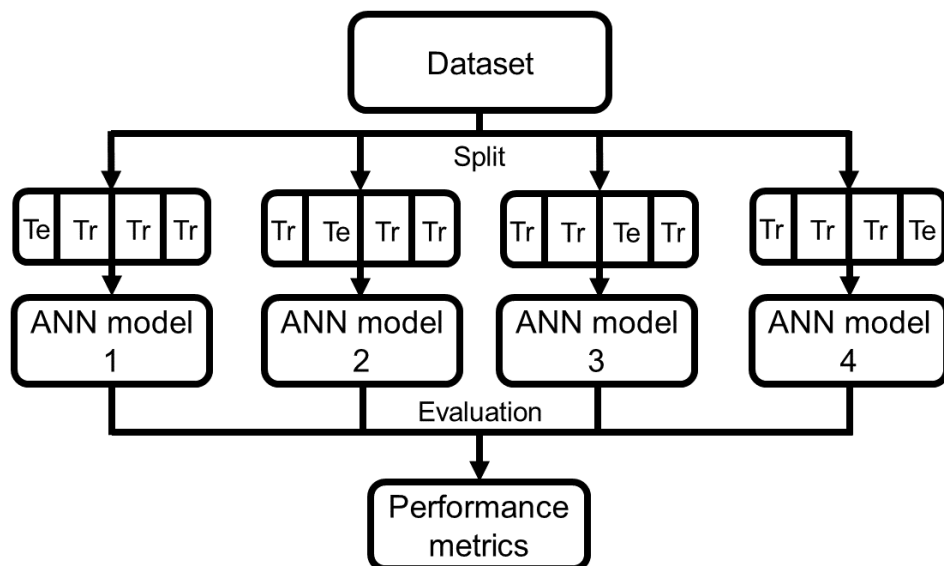 Dataset
Split
Te Tr Tr Tr
Tr Te Tr Tr
Tr Tr Te Tr
Tr Tr Tr Te
ANN model
1
ANN model
2
ANN model
3
ANN model
4
Evaluation
Performance
metrics